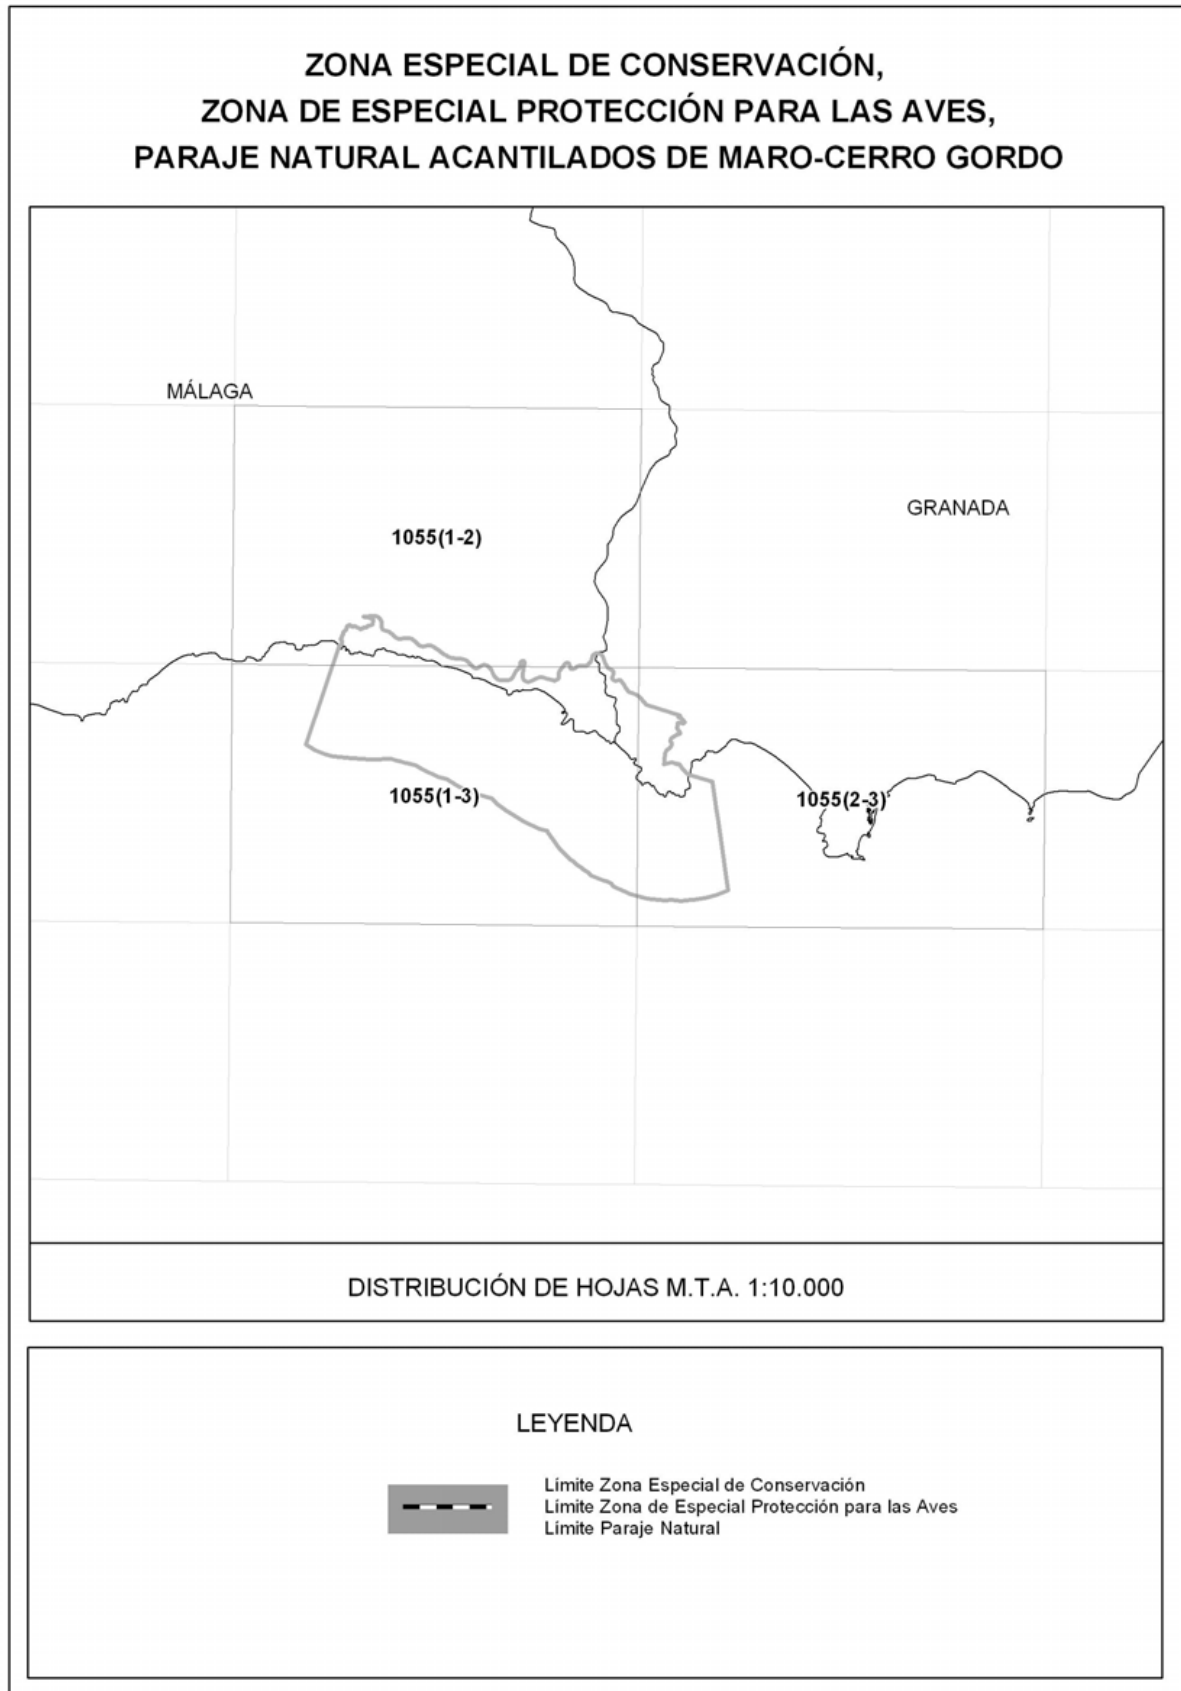 ZONA ESPECIAL DE CONSERVACIÓN,
ZONA DE ESPECIAL PROTECCIÓN PARA LAS AVES,
PARAJE NATURAL ACANTILADOS DE MARO-CERRO GORDO
MÁLAGA
GRANADA
1055(1-2)
1055(1-3)
1055(2-3)
DISTRIBUCIÓN DE HOJAS M.T.A. 1:10.000
LEYENDA
Límite Zona Especial de Conservación
Límite Zona de Especial Protección para las Aves
Límite Paraje Natural